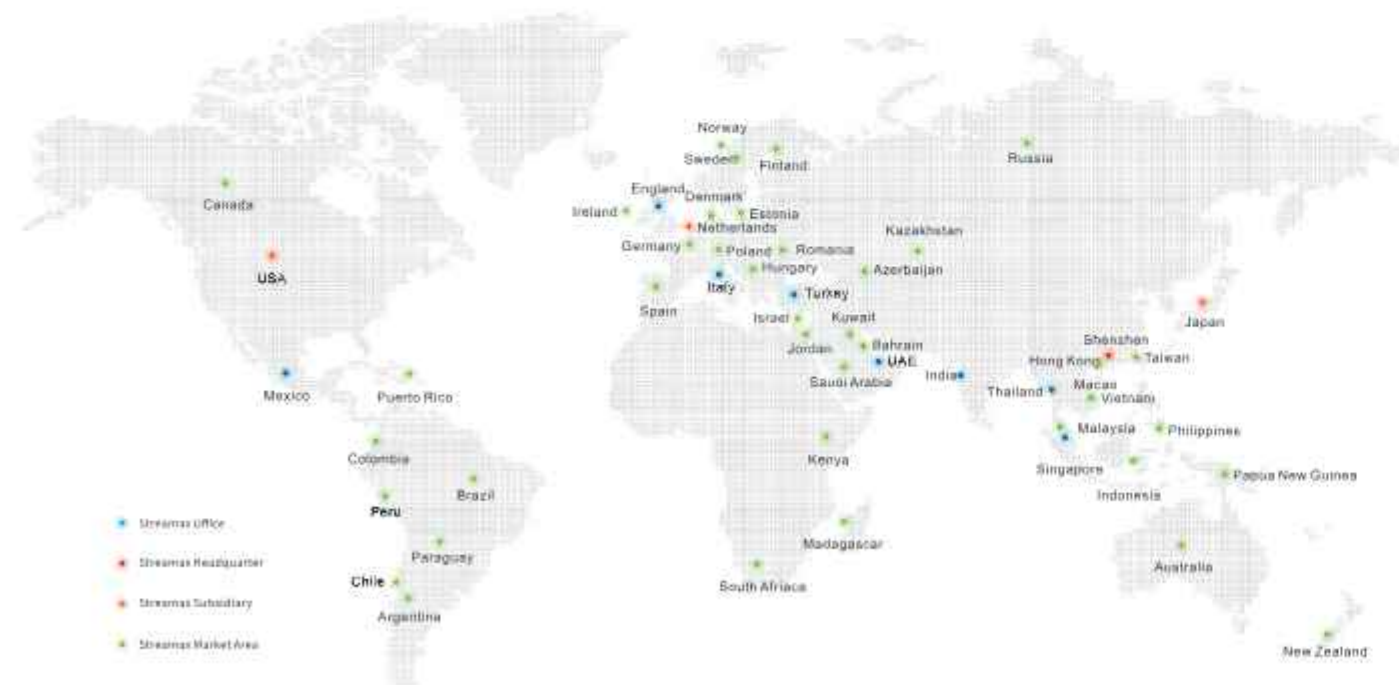 Norway
Sweden
Finland
Russia
Canada
England
Denmark
Ireland
Estonia
Netherlands
Kazakhstan
Germany
Poland
Romania
Hungary
Azerbaijan
USA
Italy
Turkey
Spain
Israel
Kuwait
Japan
Jordan
Bahrain
Shenzhen
UAE
Hong Kong
Taiwan
Saudi Arabia
India
Macao
Mexico
Puerto Rico
Thailand
Vietnam
Malaysia
Philippines
Colombia
Kenya
Singapore
Papua New Guinea
Brazil
Indonesia
Peru
Streamax Office
Madagascar
Paraguay
Streamax Headquarter
Australia
Chile
South Afriaca
Streamax Subsidiary
Argentina
Streamax Market Area
New Zealand